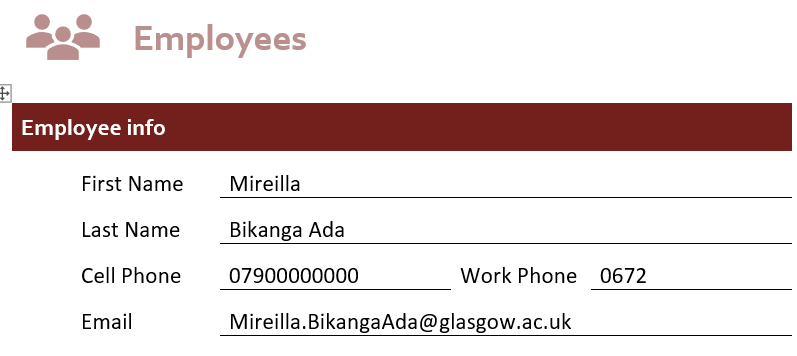 Employees
Employee info
First Name Mireilla
Last Name Bikanga Ada
Cell Phone 07900000000 Work Phone 0672
Email Mireilla.BikangaAda@glasgow.ac.uk